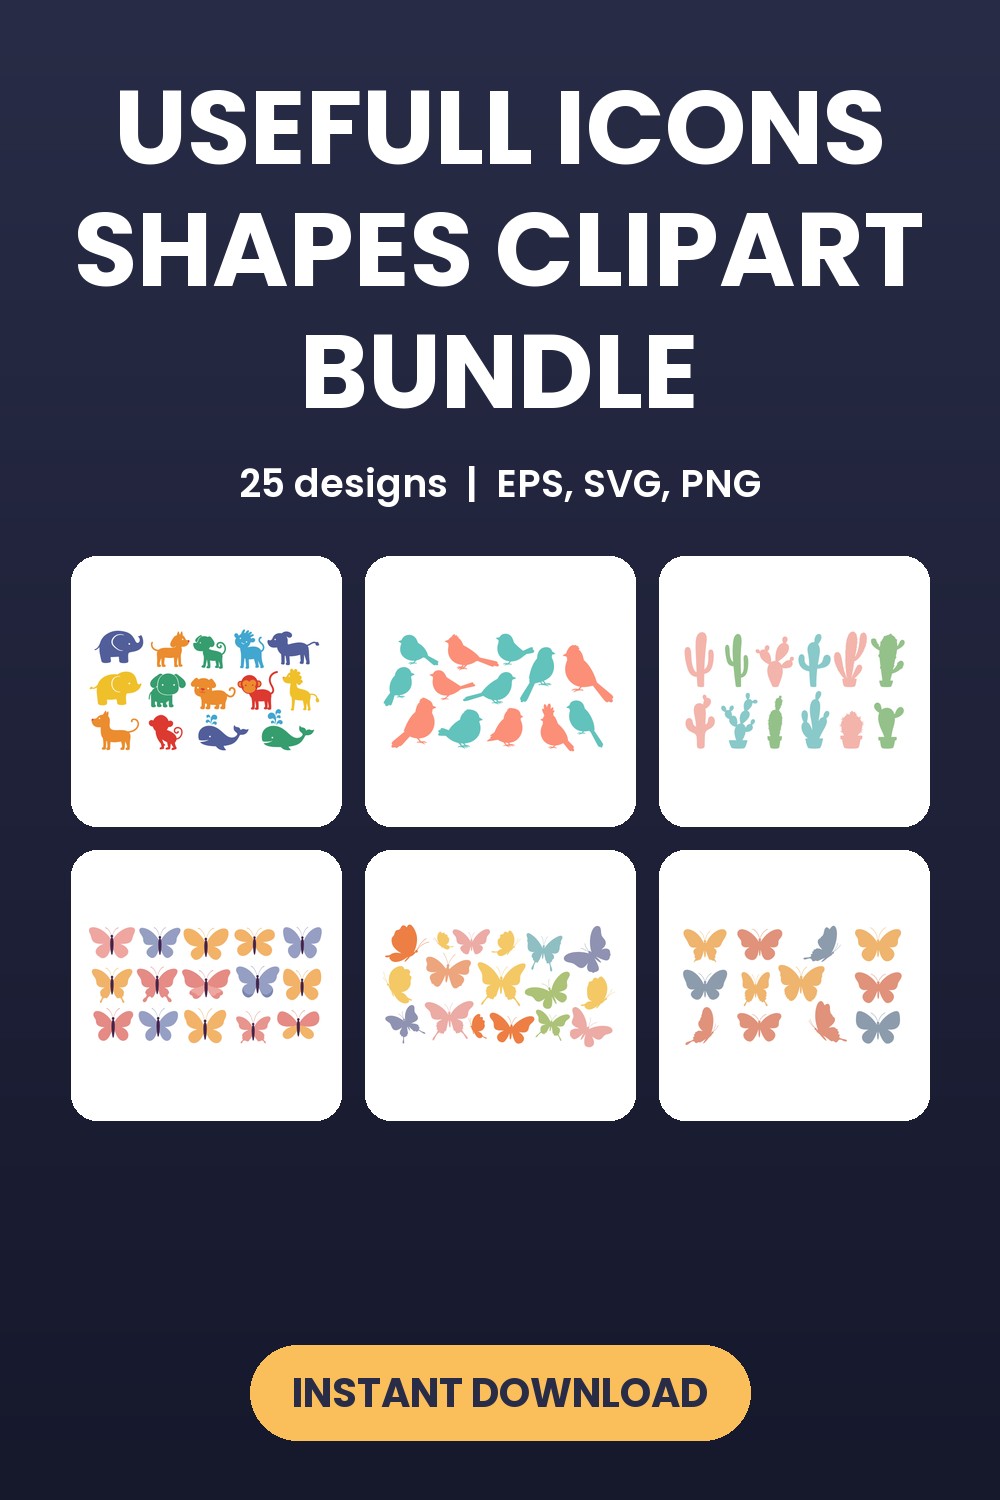 USEFULL ICONS
SHAPES CLIPART
BUNDLE
25 designs | EPS, SVG, PNG
INSTANT DOWNLOAD